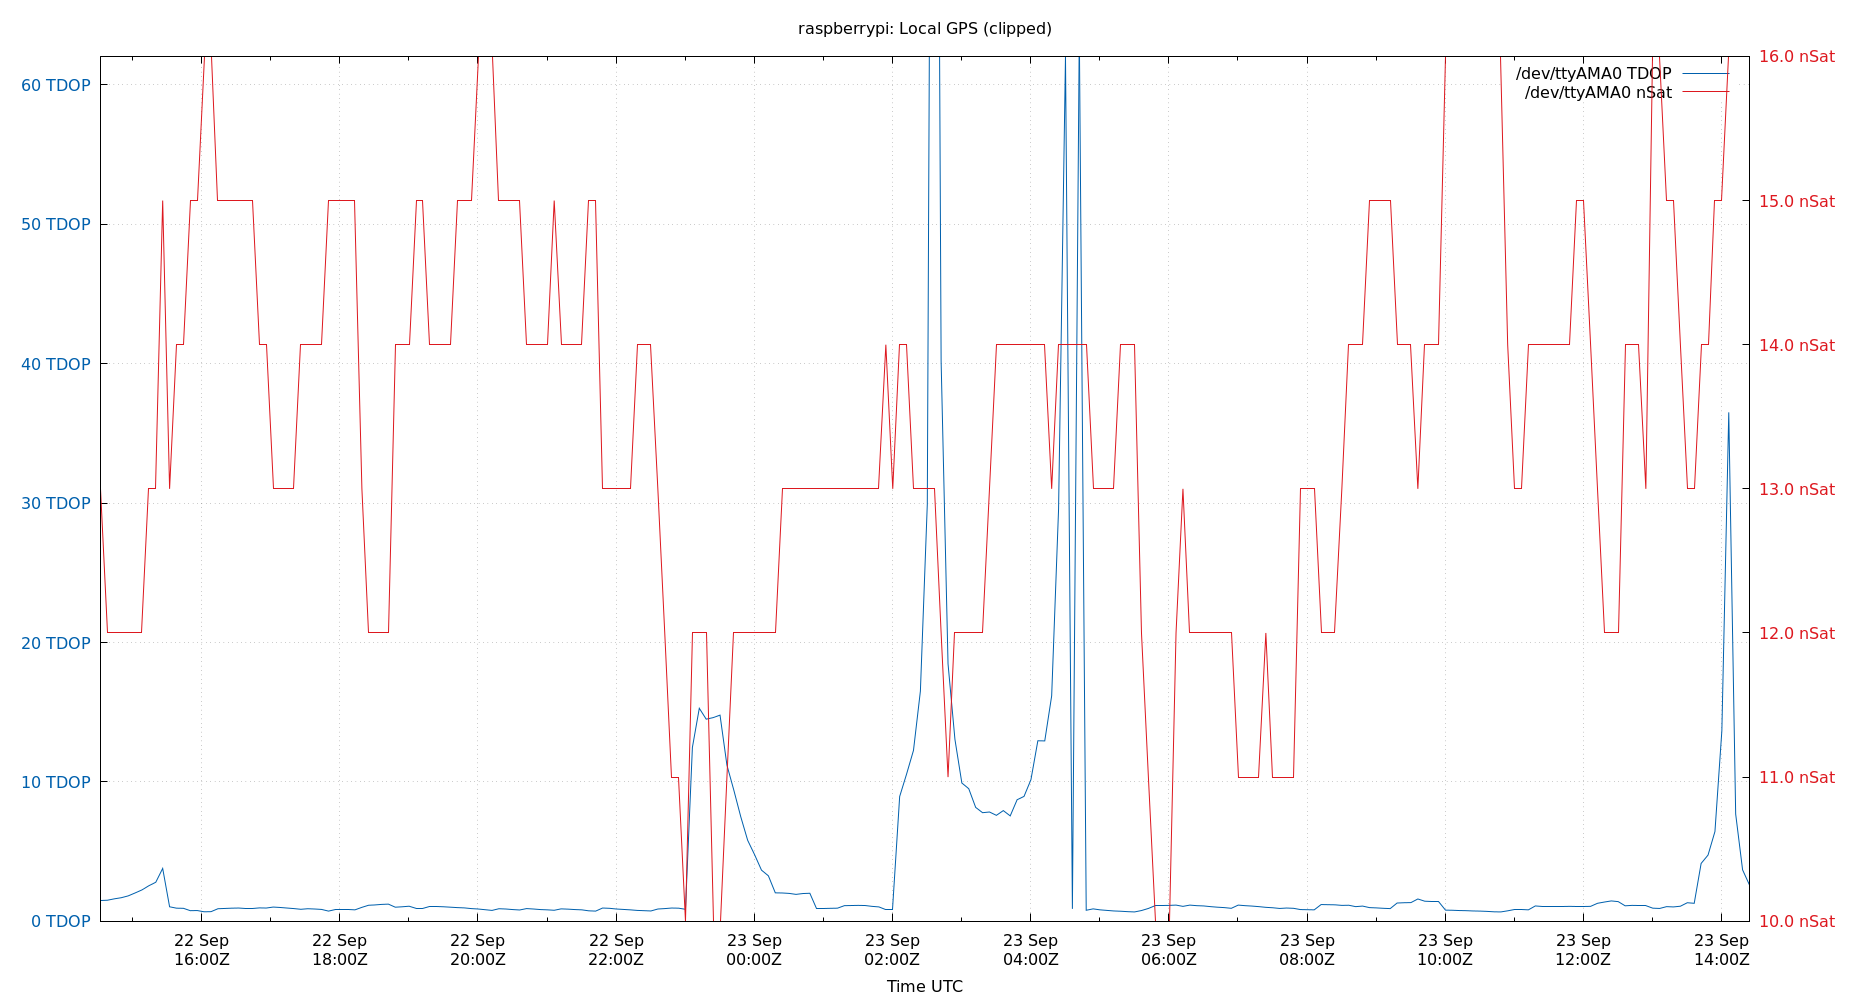 raspberrypi: Local GPS (clipped)
/dev/ttyAMA0 TDOP
/dev/ttyAMA0 nSat
60 TDOP
50 TDOP
40 TDOP
30 TDOP
20 TDOP
10 TDOP
0 TDOP
16.0 nSat
15.0 nSat
14.0 nSat
13.0 nSat
12.0 nSat
11.0 nSat
10.0 nSat
22 Sep
16:00Z
22 Sep
18:00Z
22 Sep
20:00Z
22 Sep
22:00Z
23 Sep
00:00Z
23 Sep
02:00Z
23 Sep
04:00Z
23 Sep
06:00Z
23 Sep
08:00Z
23 Sep
10:00Z
23 Sep
12:00Z
23 Sep
14:00Z
Time UTC